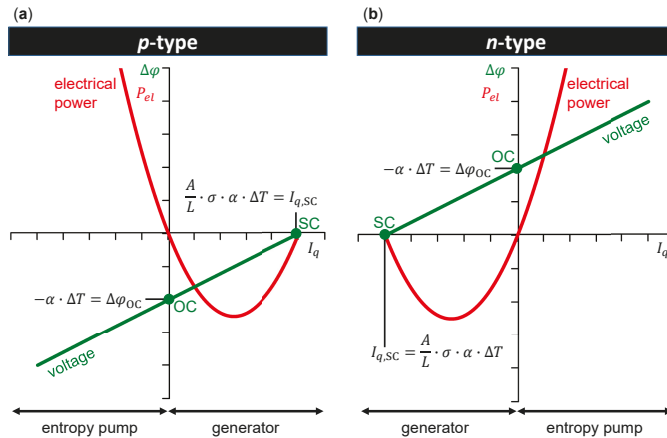 (a)
p-type
electrical
power
Δφ
P_el
A/L · σ · α · ΔT = I_q,SC
SC
I_q
−α · ΔT = Δφ_OC
OC
voltage
entropy pump
generator
(b)
n-type
Δφ
P_el
electrical
power
voltage
OC
−α · ΔT = Δφ_OC
SC
I_q
I_q,SC = A/L · σ · α · ΔT
generator
entropy pump